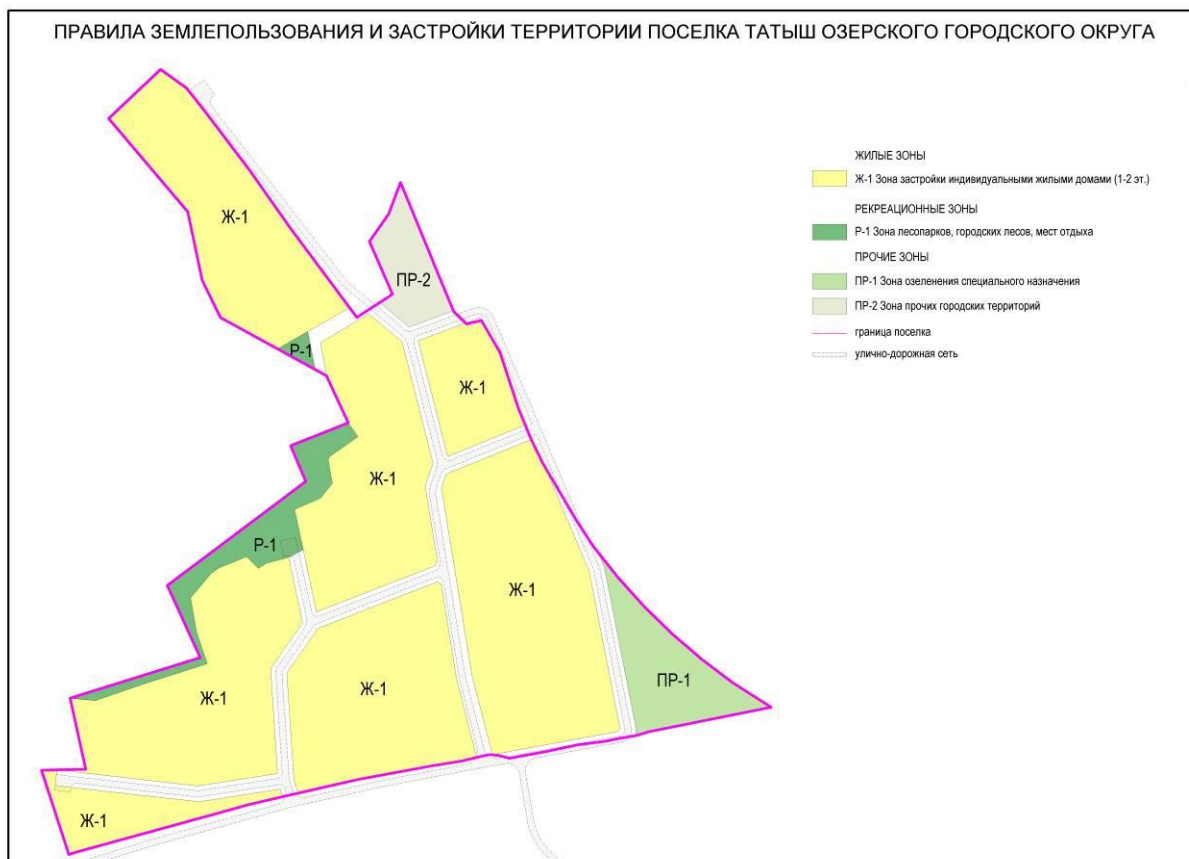 ПРАВИЛА ЗЕМЛЕПОЛЬЗОВАНИЯ И ЗАСТРОЙКИ ТЕРРИТОРИИ ПОСЕЛКА ТАТЫШ ОЗЕРСКОГО ГОРОДСКОГО ОКРУГА
ЖИЛЫЕ ЗОНЫ
Ж-1 Зона застройки индивидуальными жилыми домами (1-2 эт.)
РЕКРЕАЦИОННЫЕ ЗОНЫ
Р-1 Зона лесопарков, городских лесов, мест отдыха
ПРОЧИЕ ЗОНЫ
ПР-1 Зона озеленения специального назначения
ПР-2 Зона прочих городских территорий
граница поселка
улично-дорожная сеть
Ж-1
ПР-2
Р-1
Ж-1
Ж-1
Р-1
Ж-1
ПР-1
Ж-1
Ж-1
Ж-1